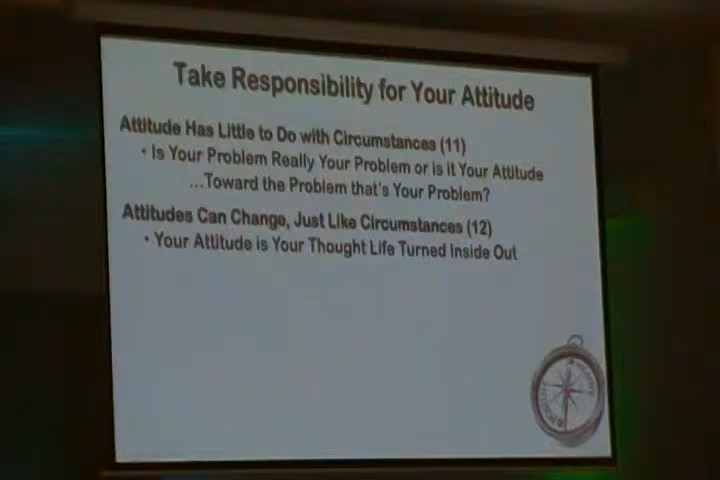 Take Responsibility for Your Attitude
Attitude Has Little to Do with Circumstances (11)
• Is Your Problem Really Your Problem or is it Your Attitude
...Toward the Problem that's Your Problem?
Attitudes Can Change, Just Like Circumstances (12)
• Your Attitude is Your Thought Life Turned Inside Out